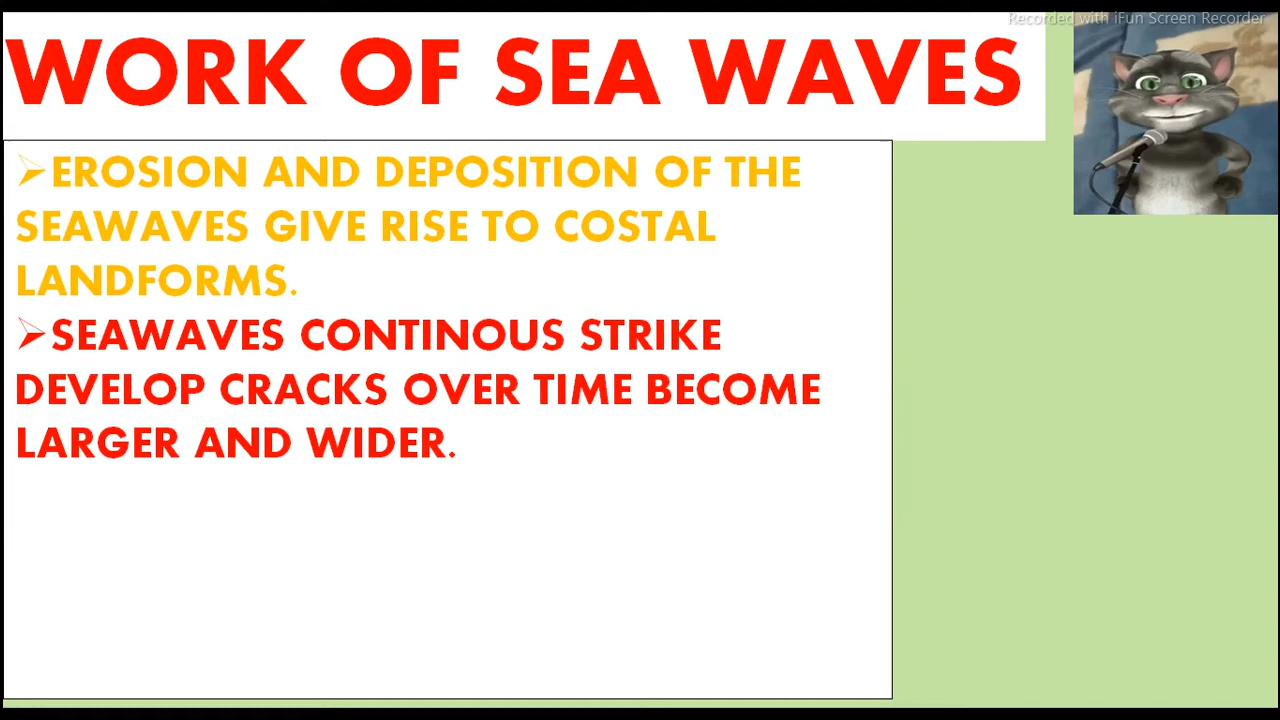 Recorded with iFun Screen Recorder
WORK OF SEA WAVES
➢EROSION AND DEPOSITION OF THE
SEAWAVES GIVE RISE TO COSTAL
LANDFORMS.
➢SEAWAVES CONTINOUS STRIKE
DEVELOP CRACKS OVER TIME BECOME
LARGER AND WIDER.